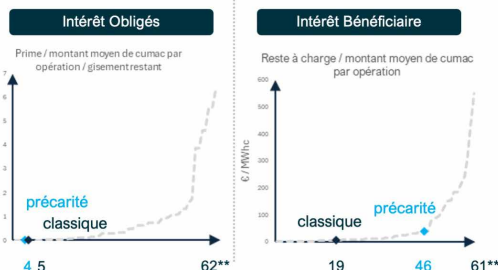 Intérêt Obligés
Prime / montant moyen de cumac par
opération / gisement restant
7
6
5
4
3
2
1
0
précarité
classique
4 5
62**
Intérêt Bénéficiaire
Reste à charge / montant moyen de cumac
par opération
€ / MWhc
600
500
400
300
200
100
0
classique
précarité
19
46
61**